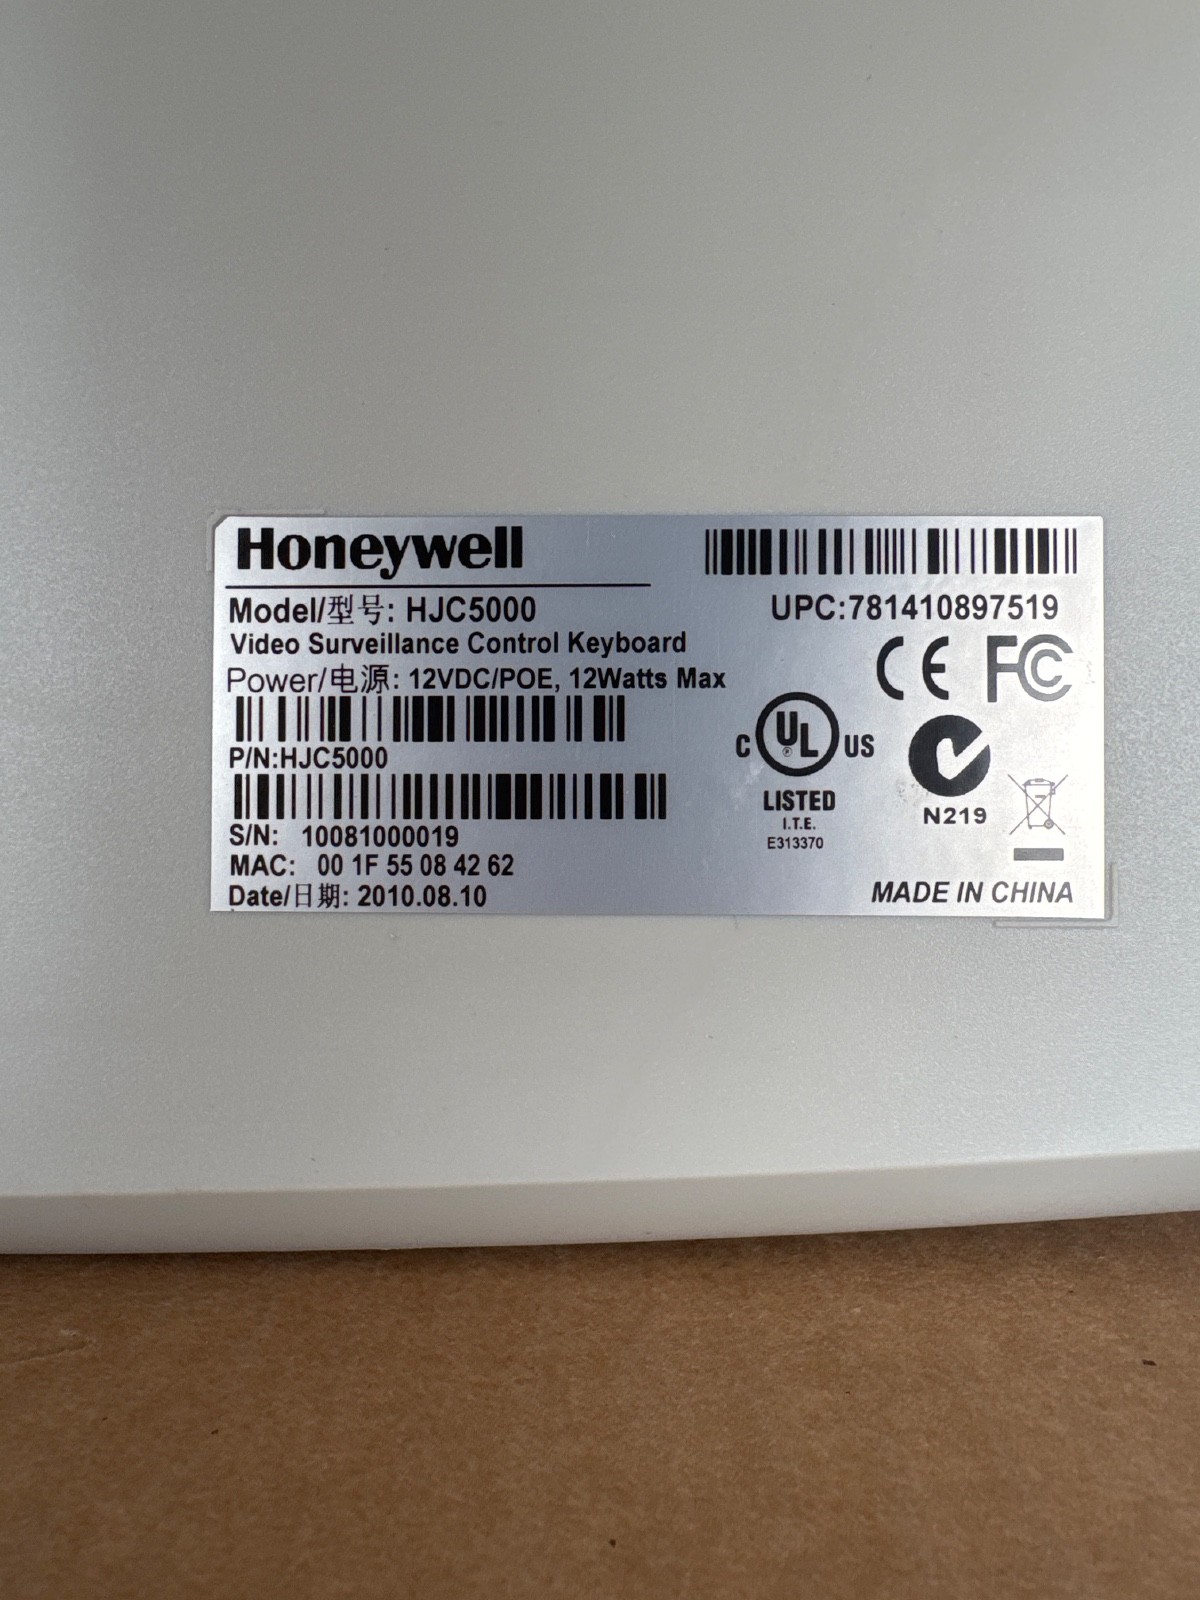 Honeywell
Model/型号: HJC5000
Video Surveillance Control Keyboard
Power/电源: 12VDC/POE, 12Watts Max
P/N:HJC5000
S/N: 10081000019
MAC: 00 1F 55 08 42 62
Date/日期: 2010.08.10
UPC:781410897519
CE FC
C UL ® US
LISTED
I.T.E.
E313370
N219
MADE IN CHINA